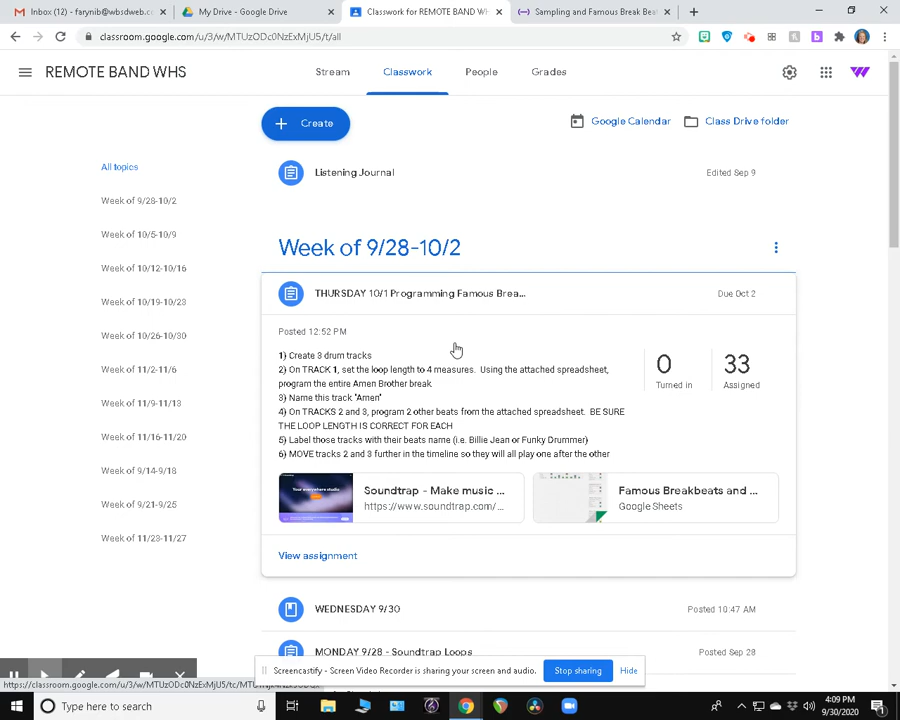 Inbox (110) - farynib@wbsdweb.co
My Drive - Google Drive
Classwork for REMOTE BAND WH
Sampling and Famous Break Bea
classroom.google.com/u/3/w/MTUzODc0NzExMjU5/t/all
REMOTE BAND WHS
Stream
Classwork
People
Grades
Create
Google Calendar
Class Drive folder
All topics
Listening Journal
Edited Sep 9
Week of 9/28-10/2
Week of 10/5-10/9
Week of 10/12-10/16
Week of 10/19-10/23
Week of 10/26-10/30
Week of 11/2-11/6
Week of 11/9-11/13
Week of 11/16-11/20
Week of 9/14-9/18
Week of 9/21-9/25
Week of 11/23-11/27
Week of 9/28-10/2
THURSDAY 10/1 Programming Famous Brea...
Due Oct 2
Posted 12:52 PM
1) Create 3 drum tracks
2) On TRACK 1, set the loop length to 4 measures. Using the attached spreadsheet,
program the entire Amen Brother break.
3) Name this track "Amen"
4) On TRACKS 2 and 3, program 2 other beats from the attached spreadsheet. BE SURE
THE LOOP LENGTH IS CORRECT FOR EACH
5) Label those tracks with their beats name (i.e. Billie Jean or Funky Drummer)
6) MOVE tracks 2 and 3 further in the timeline so they will all play one after the other
0
Turned in
33
Assigned
Your everywhere studio
Soundtrap - Make music ...
https://www.soundtrap.com/...
Famous Breakbeats and ...
Google Sheets
View assignment
WEDNESDAY 9/30
Posted 10:47 AM
MONDAY 9/28 - Soundtrap Loops
Posted Sep 28
Screencastify - Screen Video Recorder is sharing your screen and audio.
Stop sharing
Hide
Type here to search
4:09 PM
9/30/2020